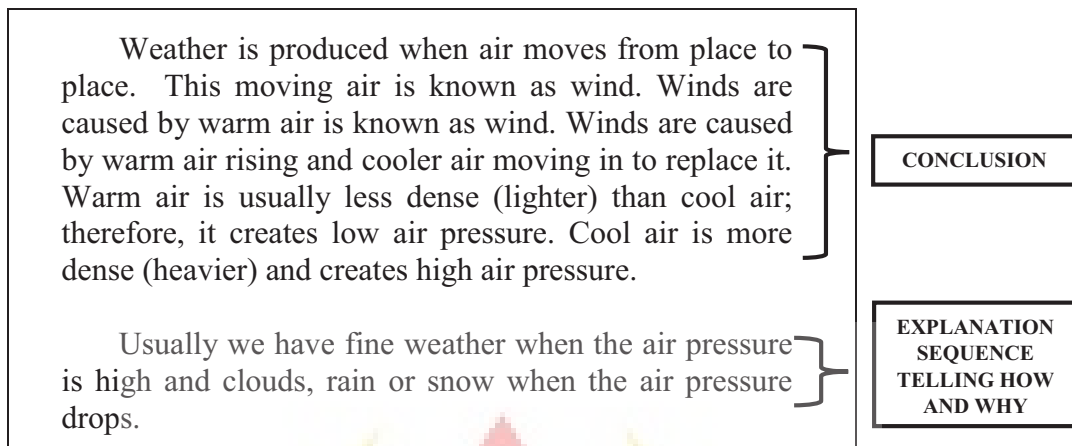 Weather is produced when air moves from place to
place. This moving air is known as wind. Winds are
caused by warm air is known as wind. Winds are caused
by warm air rising and cooler air moving in to replace it.
Warm air is usually less dense (lighter) than cool air;
therefore, it creates low air pressure. Cool air is more
dense (heavier) and creates high air pressure.
CONCLUSION
Usually we have fine weather when the air pressure
is high and clouds, rain or snow when the air pressure
drops.
EXPLANATION
SEQUENCE
TELLING HOW
AND WHY